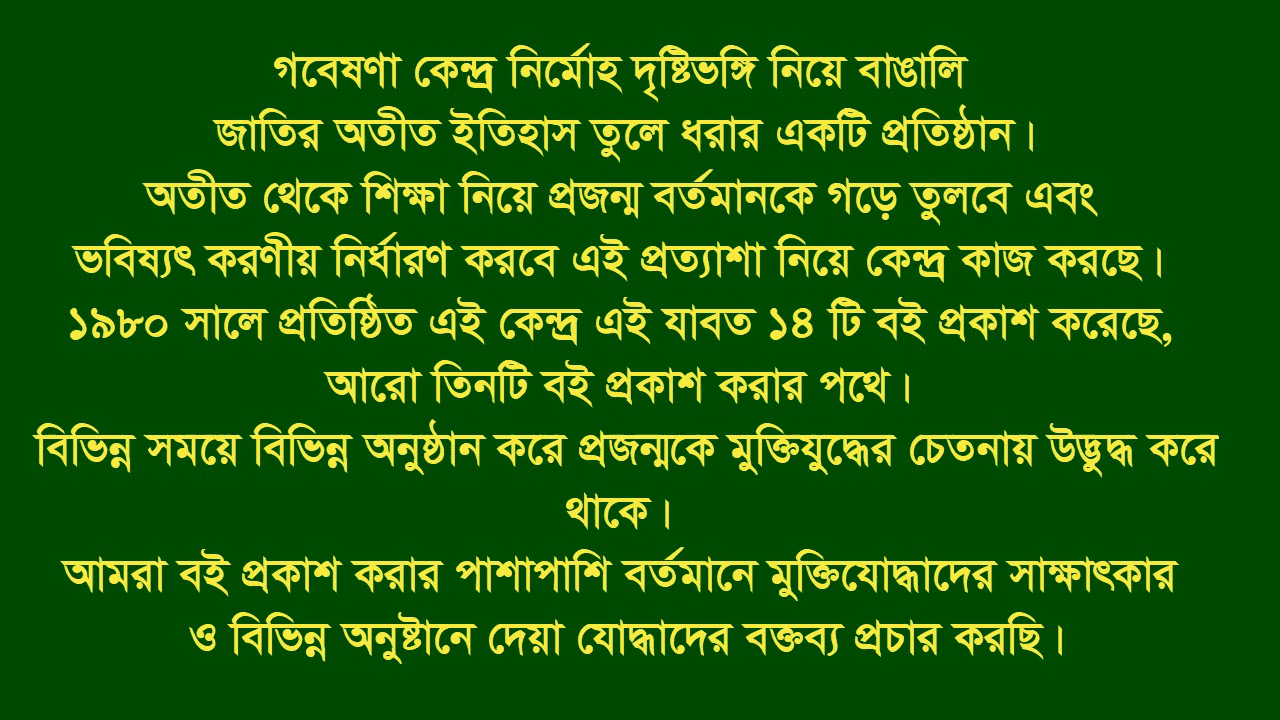 গবেষণা কেন্দ্র নির্মোহ দৃষ্টিভঙ্গি নিয়ে বাঙালি
জাতির অতীত ইতিহাস তুলে ধরার একটি প্রতিষ্ঠান।
অতীত থেকে শিক্ষা নিয়ে প্রজন্ম বর্তমানকে গড়ে তুলবে এবং
ভবিষ্যৎ করণীয় নির্ধারণ করবে এই প্রত্যাশা নিয়ে কেন্দ্র কাজ করছে।
১৯৮০ সালে প্রতিষ্ঠিত এই কেন্দ্র এই যাবত ১৪ টি বই প্রকাশ করেছে,
আরো তিনটি বই প্রকাশ করার পথে।
বিভিন্ন সময়ে বিভিন্ন অনুষ্ঠান করে প্রজন্মকে মুক্তিযুদ্ধের চেতনায় উদ্ভুদ্ধ করে
থাকে।
আমরা বই প্রকাশ করার পাশাপাশি বর্তমানে মুক্তিযোদ্ধাদের সাক্ষাৎকার
ও বিভিন্ন অনুষ্টানে দেয়া যোদ্ধাদের বক্তব্য প্রচার করছি।